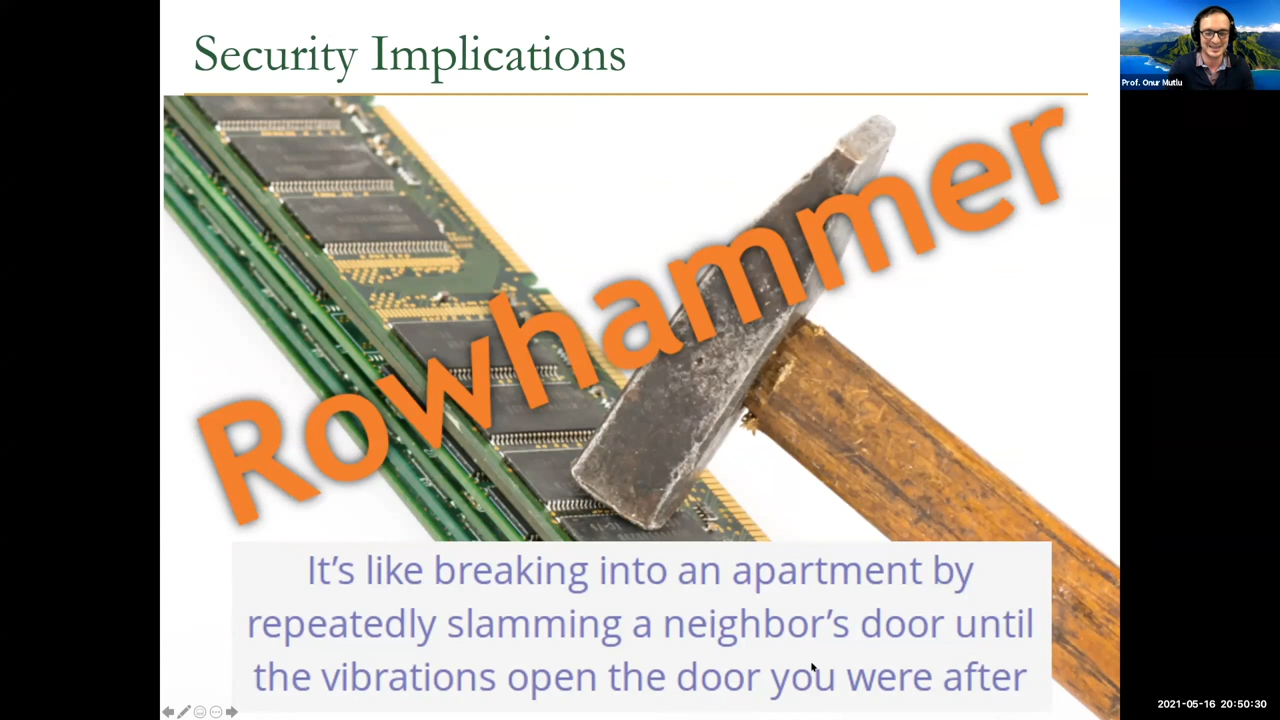 Security Implications
Prof. Onur Mutlu
Rowhammer
It's like breaking into an apartment by
repeatedly slamming a neighbor's door until
the vibrations open the door you were after
2021-05-16 20:50:30